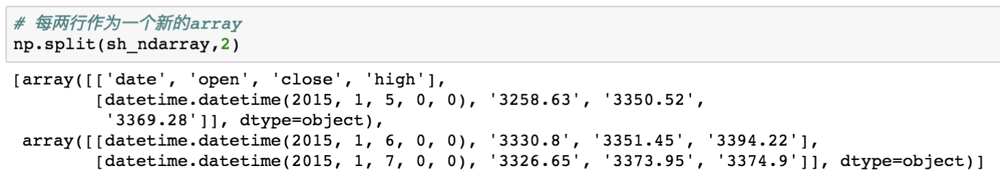 # 每两行作为一个新的array
np.split(sh_ndarray,2)
[array([['date', 'open', 'close', 'high'],
        [datetime.datetime(2015, 1, 5, 0, 0), '3258.63', '3350.52',
         '3369.28']], dtype=object),
 array([[datetime.datetime(2015, 1, 6, 0, 0), '3330.8', '3351.45', '3394.22'],
        [datetime.datetime(2015, 1, 7, 0, 0), '3326.65', '3373.95', '3374.9']], dtype=object)]